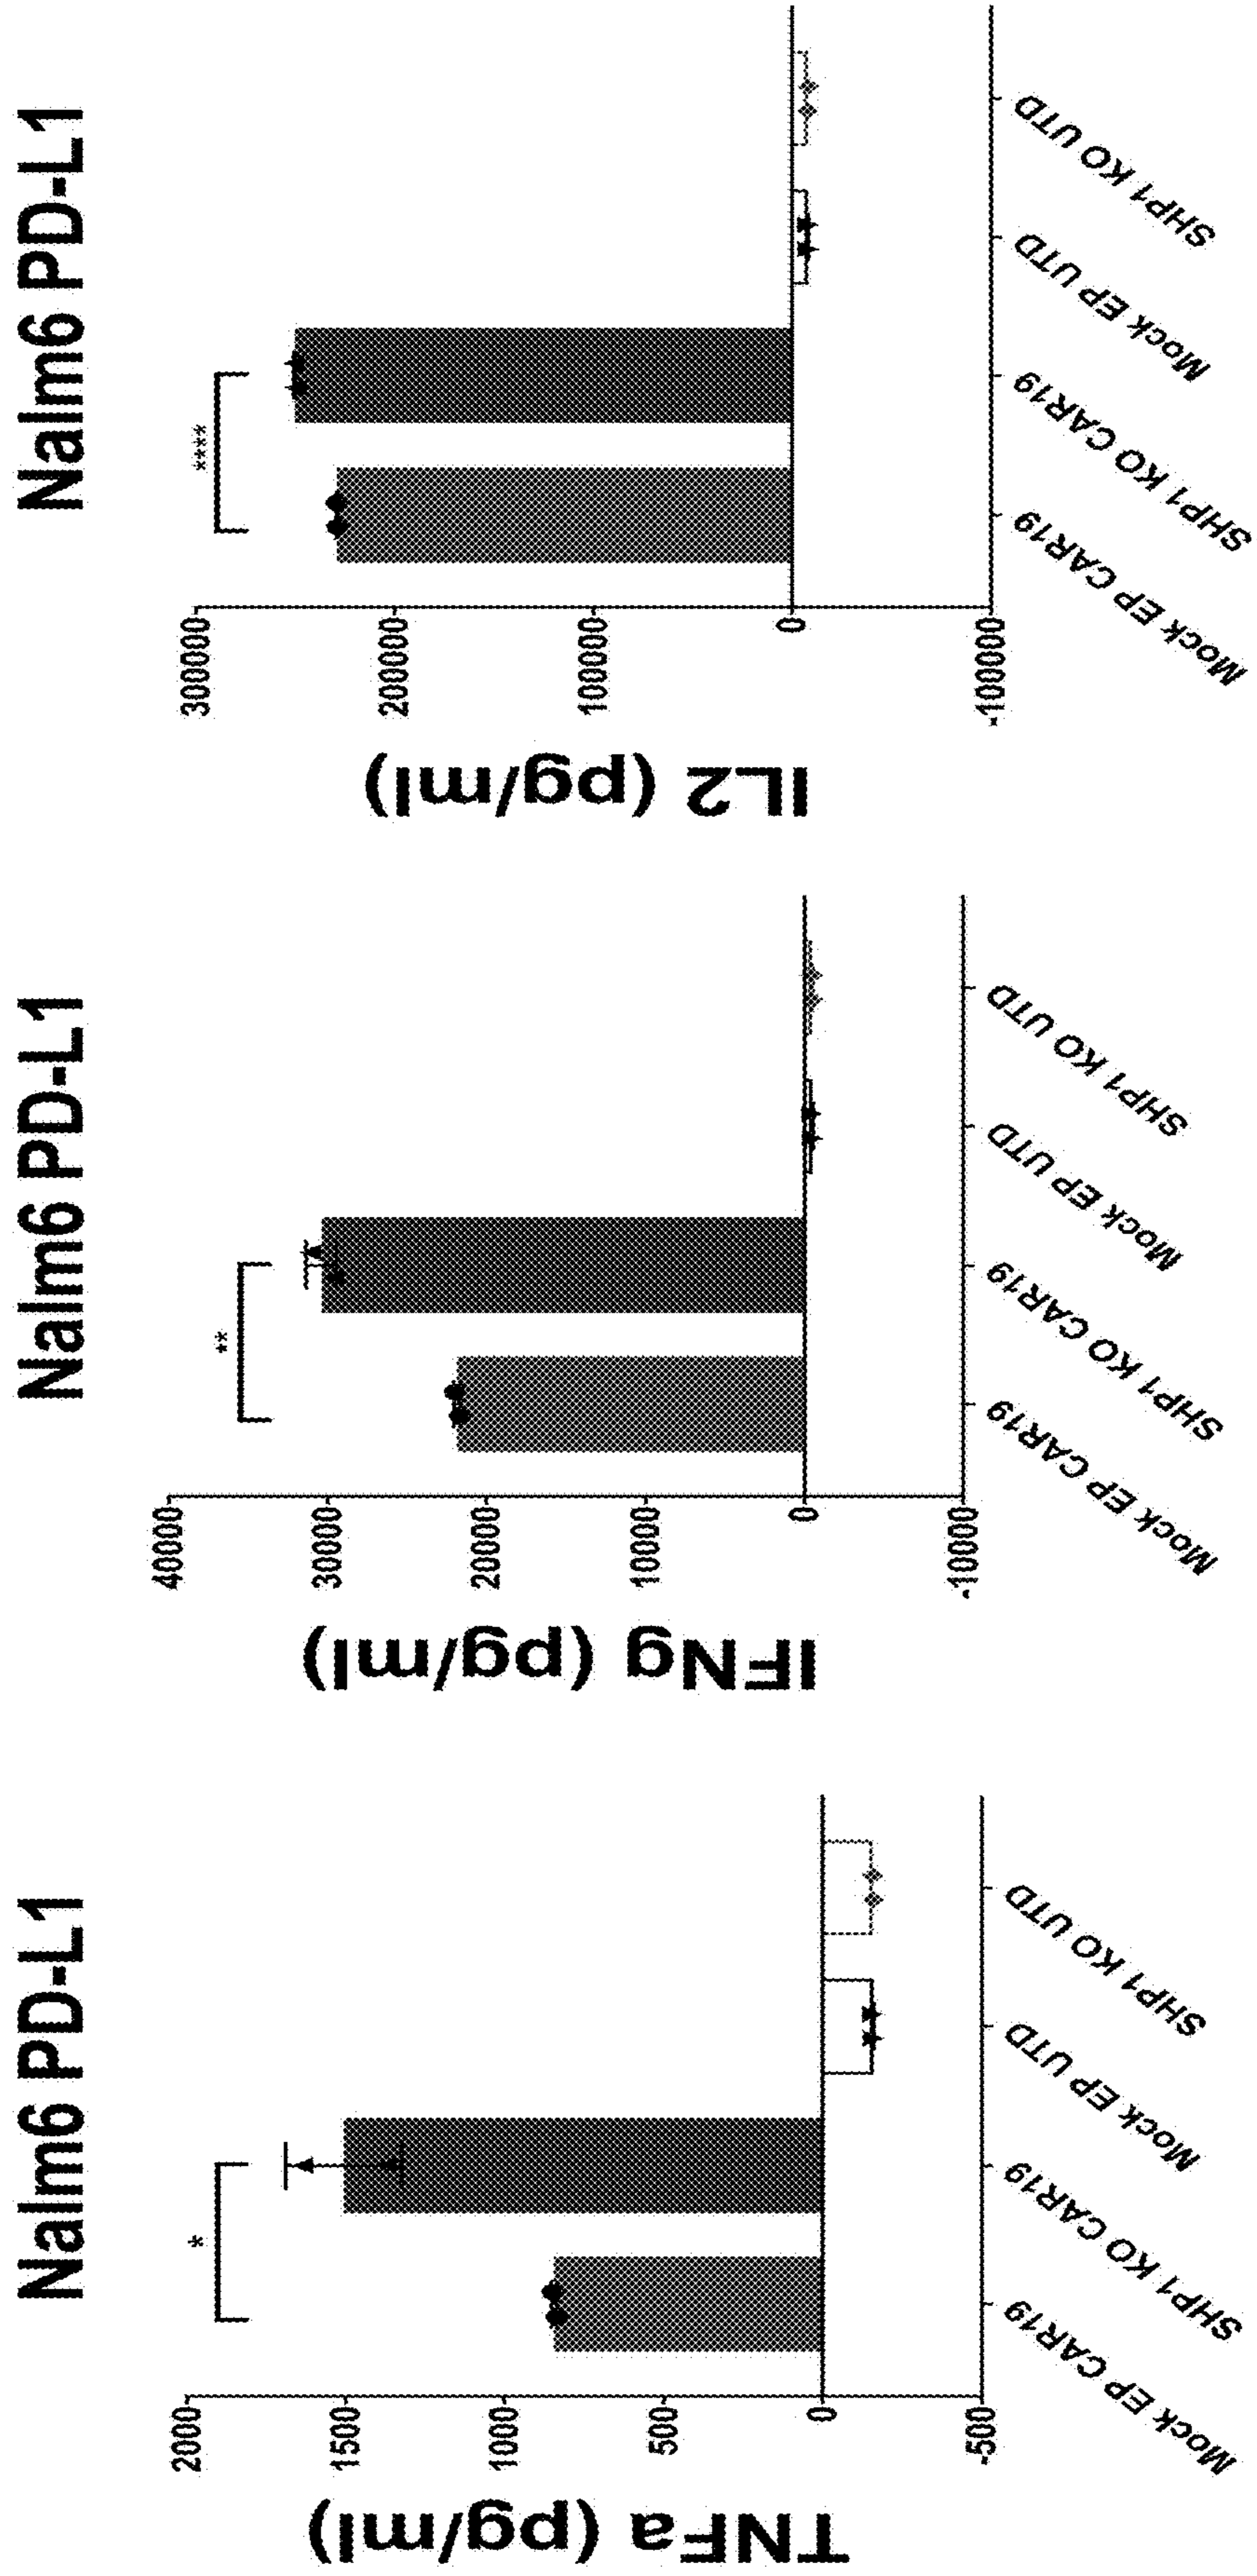 Nalm6 PD-L1
TNFa (pg/ml)
2000
1500
1000
500
0
-500
*
Mock EP CAR19
SHP1 KO CAR19
Mock EP UTD
SHP1 KO UTD
Nalm6 PD-L1
IFNg (pg/ml)
40000
30000
20000
10000
0
-10000
**
Mock EP CAR19
SHP1 KO CAR19
Mock EP UTD
SHP1 KO UTD
Nalm6 PD-L1
IL2 (pg/ml)
300000
200000
100000
0
-100000
****
Mock EP CAR19
SHP1 KO CAR19
Mock EP UTD
SHP1 KO UTD